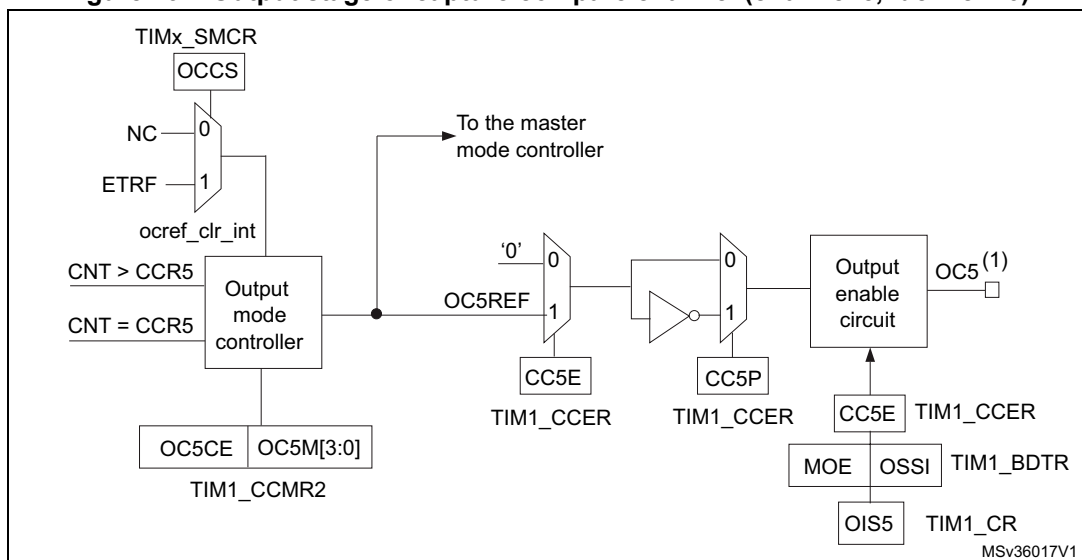 TIMx_SMCR
OCCS
NC
0
ETRF
1
ocref_clr_int
To the master
mode controller
CNT > CCR5
CNT = CCR5
Output
mode
controller
OC5CE
OC5M[3:0]
TIM1_CCMR2
'0'
0
OC5REF
1
CC5E
TIM1_CCER
0
1
CC5P
TIM1_CCER
Output
enable
circuit
OC5 (1)
CC5E
TIM1_CCER
MOE
OSSI
TIM1_BDTR
OIS5
TIM1_CR
MSv36017V1